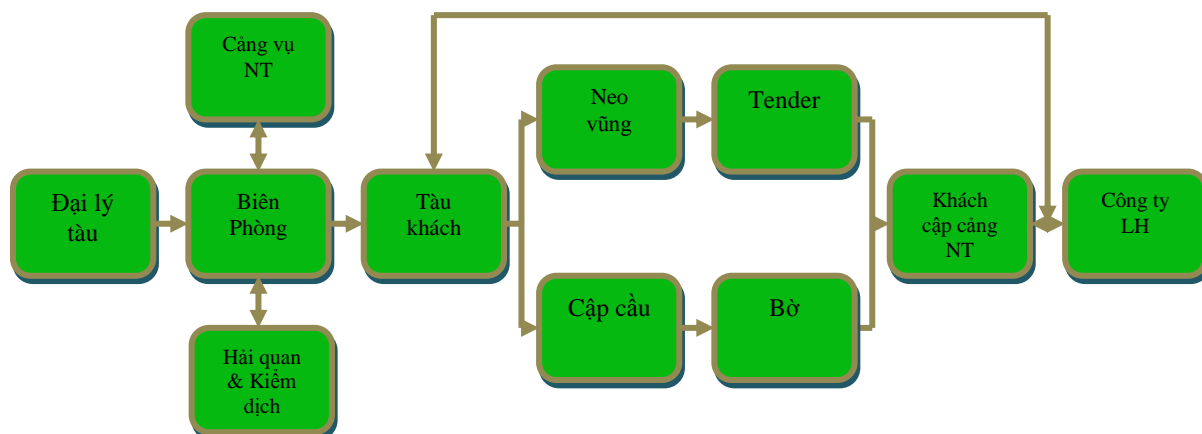 Cảng vụ
NT
Đại lý
tàu
Biên
Phòng
Hải quan
& Kiểm
dịch
Tàu
khách
Neo
vũng
Tender
Cập cầu
Bờ
Khách
cập cảng
NT
Công ty
LH